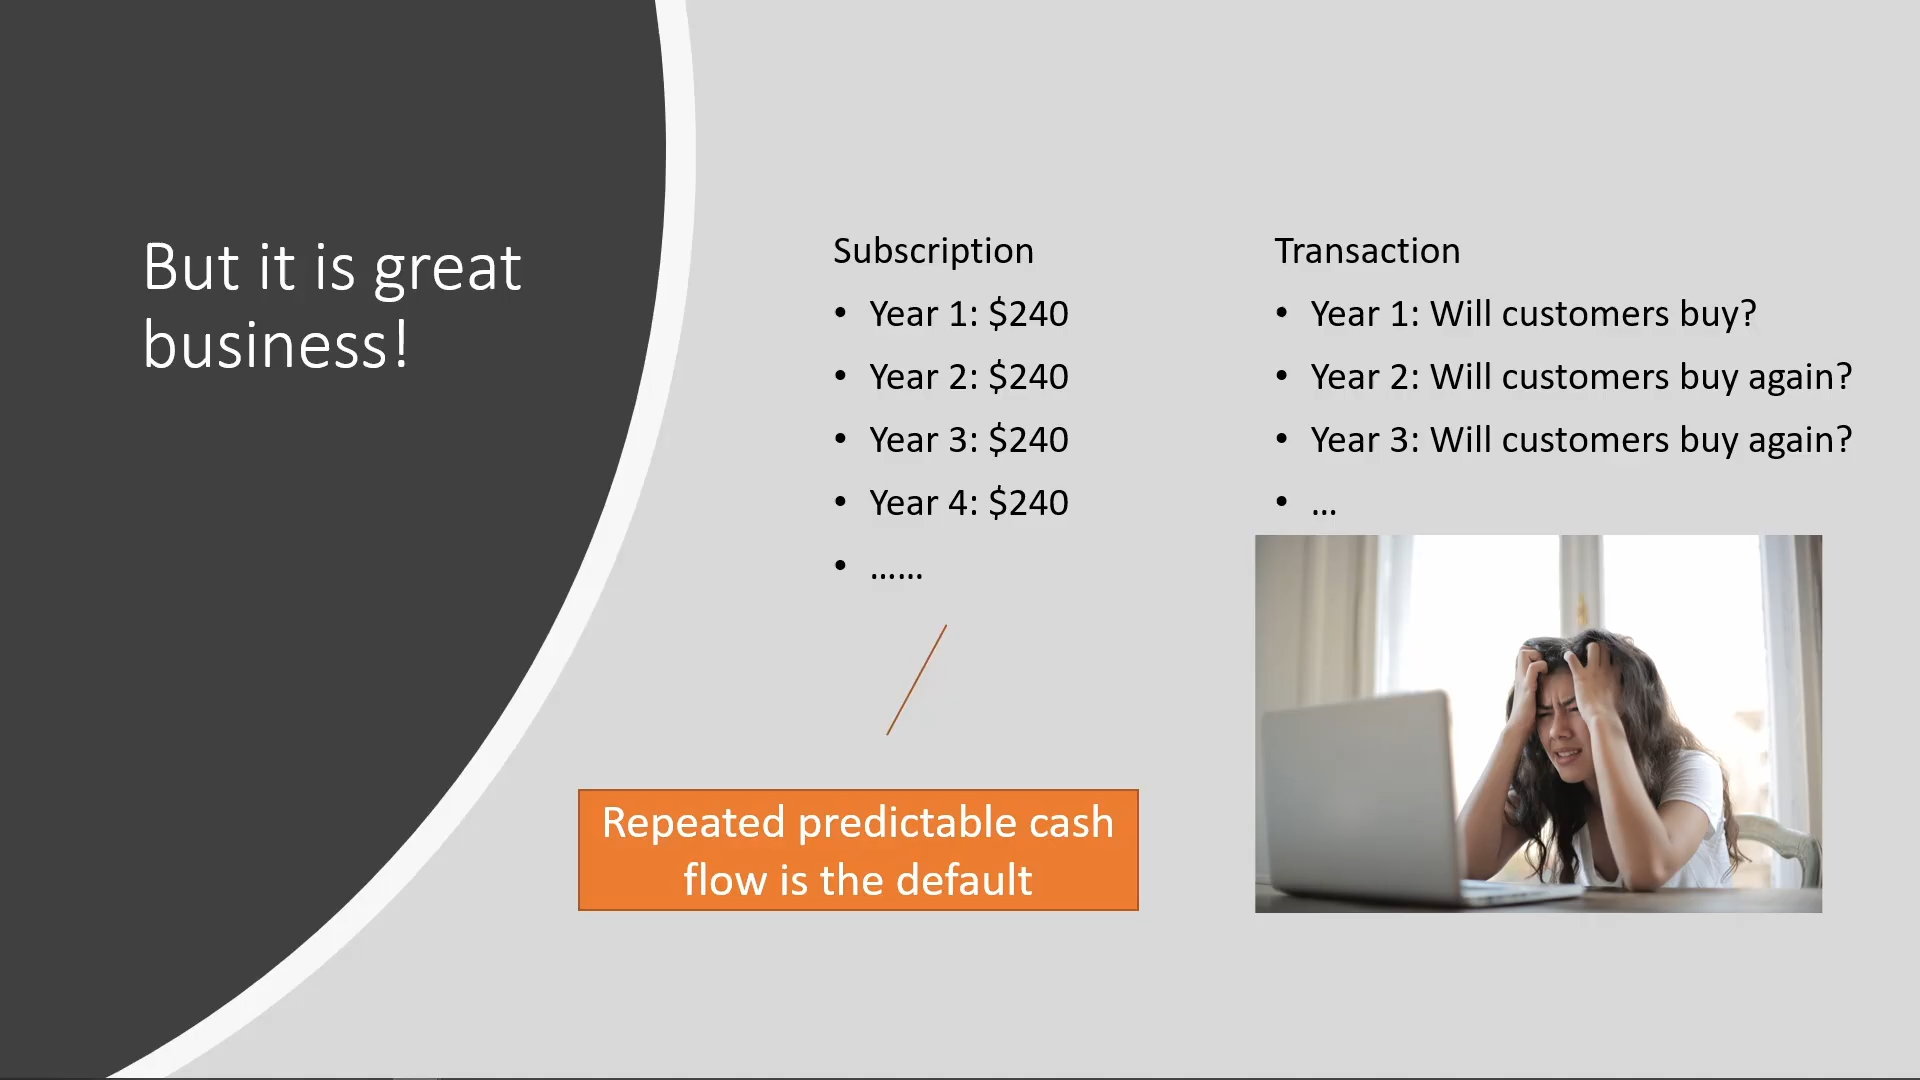 But it is great
business!
Subscription
• Year 1: $240
• Year 2: $240
• Year 3: $240
• Year 4: $240
• ……
Transaction
• Year 1: Will customers buy?
• Year 2: Will customers buy again?
• Year 3: Will customers buy again?
• …
Repeated predictable cash
flow is the default